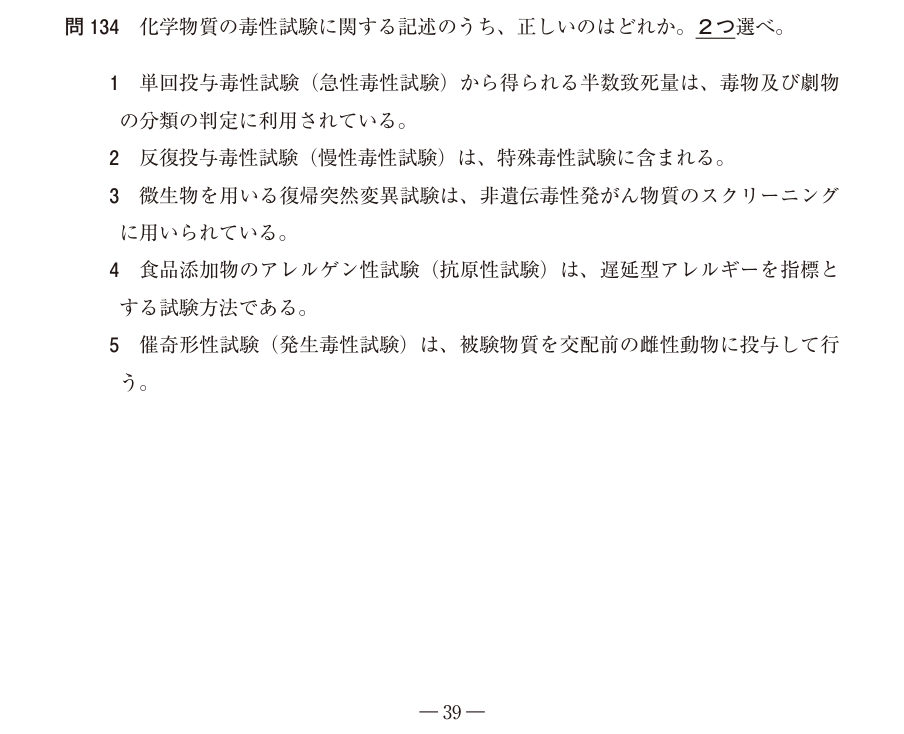 問 134 化学物質の毒性試験に関する記述のうち、正しいのはどれか。２つ選べ。
1 単回投与毒性試験（急性毒性試験）から得られる半数致死量は、毒物及び劇物
の分類の判定に利用されている。
2 反復投与毒性試験（慢性毒性試験）は、特殊毒性試験に含まれる。
3 微生物を用いる復帰突然変異試験は、非遺伝毒性発がん物質のスクリーニング
に用いられている。
4 食品添加物のアレルゲン性試験（抗原性試験）は、遅延型アレルギーを指標と
する試験方法である。
5 催奇形性試験（発生毒性試験）は、被験物質を交配前の雌性動物に投与して行
う。
— 39 —